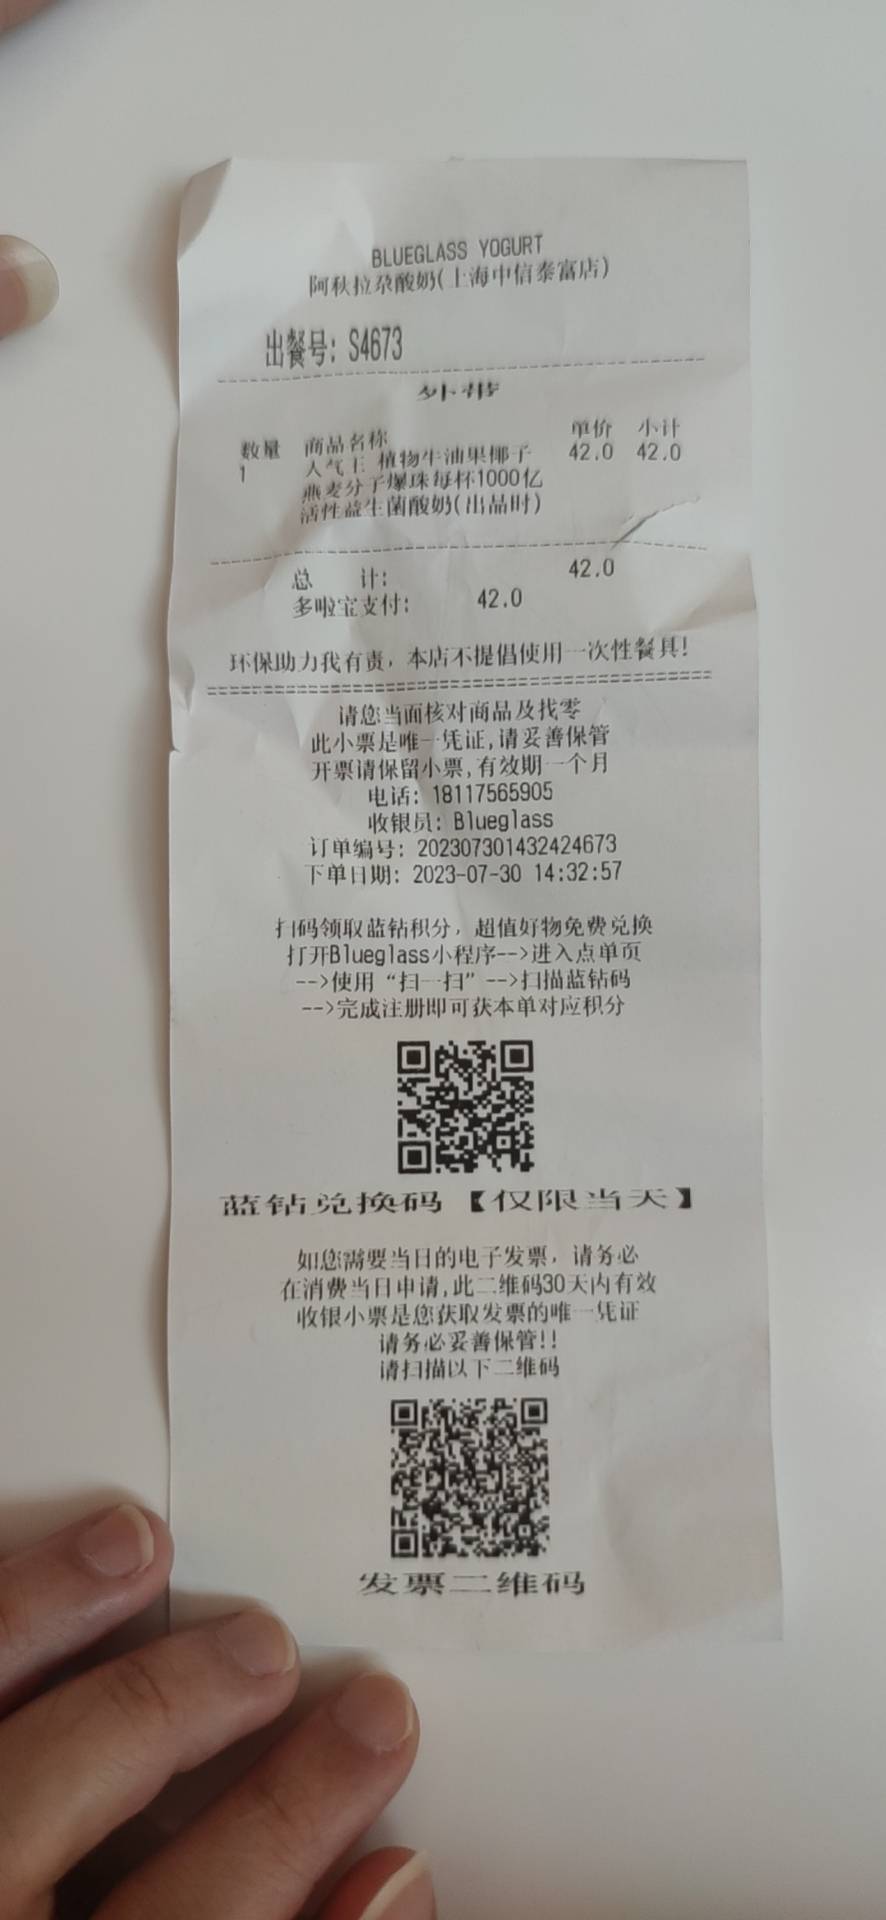 BLUEGLASS YOGURT
阿秋拉尕酸奶(上海中信泰富店)
出餐号: S4673
外带
数量 商品名称 单价 小计
1 人气王 植物牛油果椰子 42.0 42.0
燕麦分子爆珠每杯1000亿
活性益生菌酸奶(出品时)
总 计: 42.0
多啦宝支付: 42.0
环保助力我有责，本店不提倡使用一次性餐具!
请您当面核对商品及找零
此小票是唯一凭证,请妥善保管
开票请保留小票,有效期一个月
电话: 18117565905
收银员: Blueglass
订单编号: 202307301432424673
下单日期: 2023-07-30 14:32:57
扫码领取蓝钻积分，超值好物免费兑换
打开Blueglass小程序-->进入点单页
-->使用“扫一扫”-->扫描蓝钻码
-->完成注册即可获本单对应积分
蓝钻兑换码【仅限当天】
如您需要当日的电子发票，请务必
在消费当日申请,此二维码30天内有效
收银小票是您获取发票的唯一凭证
请务必妥善保管!!
请扫描以下二维码
发票二维码